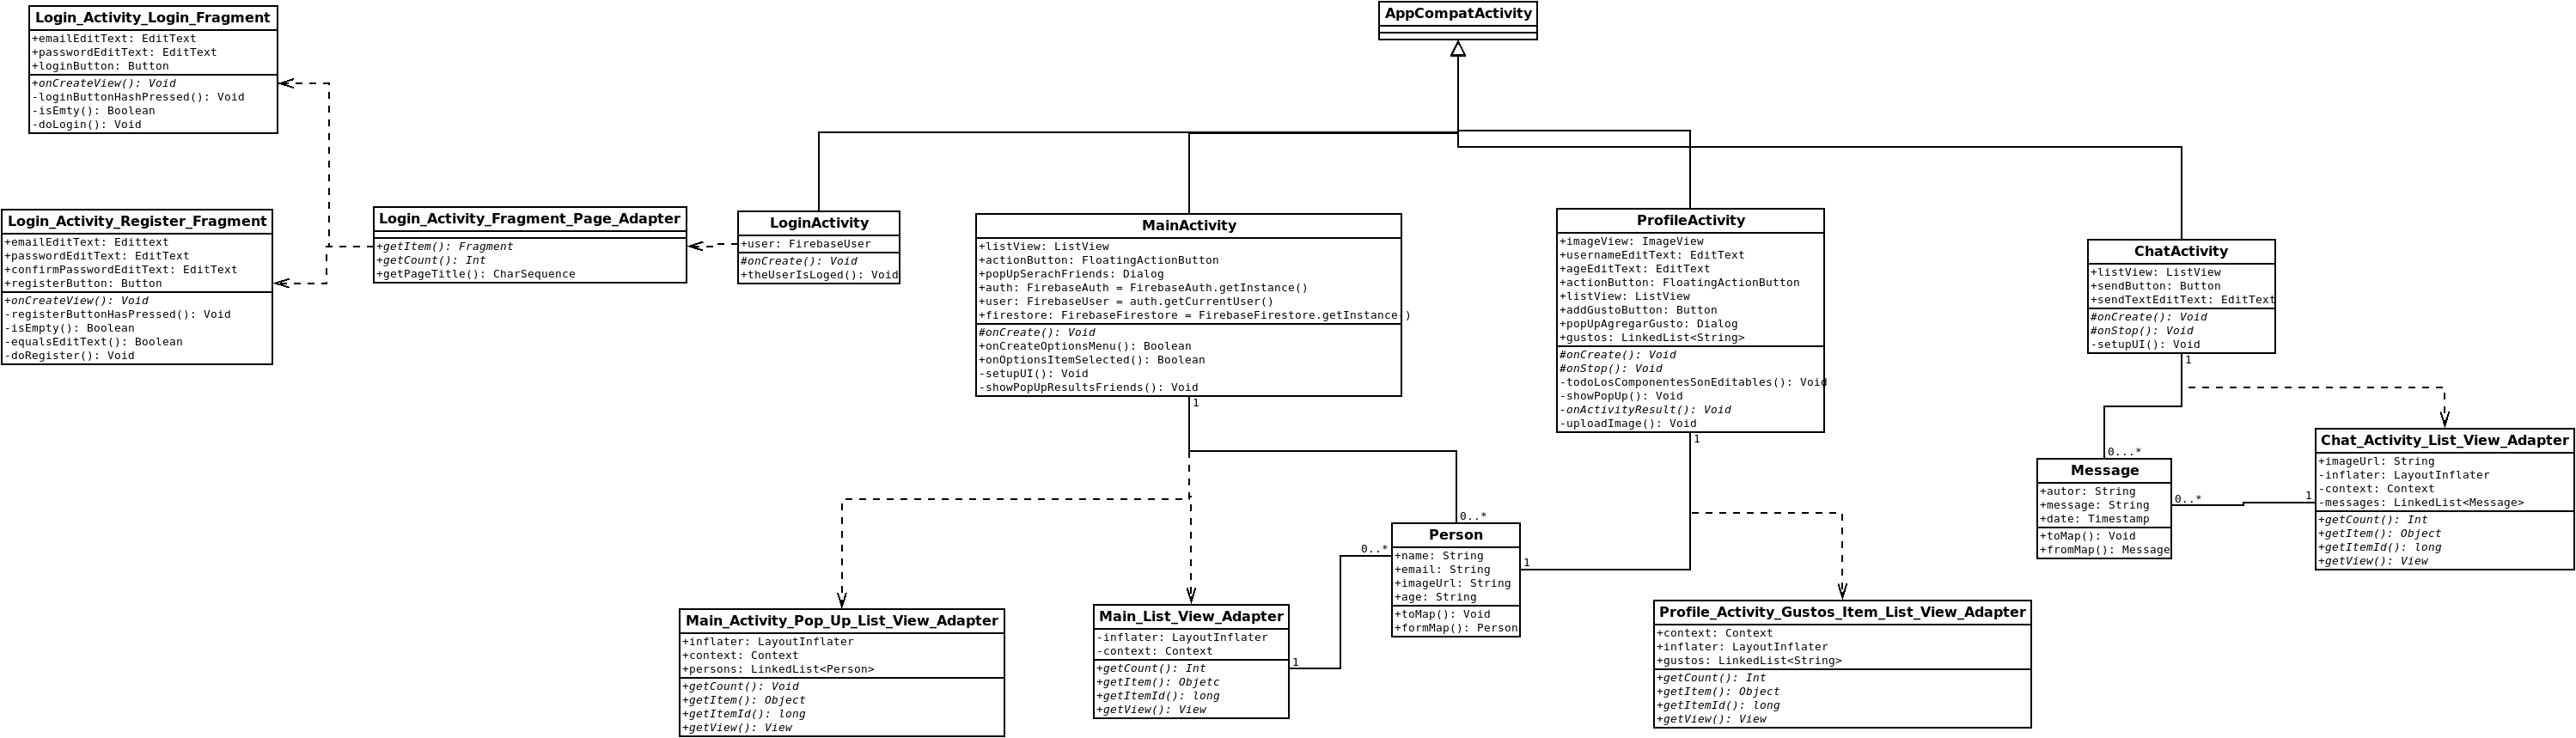 AppCompatActivity
Login_Activity_Login_Fragment
+emailEditText: EditText
+passwordEditText: EditText
+loginButton: Button
+onCreateView(): Void
-loginButtonHashPressed(): Void
-isEmty(): Boolean
-doLogin(): Void
Login_Activity_Register_Fragment
+emailEditText: Edittext
+passwordEditText: EditText
+confirmPasswordEditText: EditText
+registerButton: Button
+onCreateView(): Void
-registerButtonHasPressed(): Void
-isEmpty(): Boolean
-equalsEditText(): Boolean
-doRegister(): Void
Login_Activity_Fragment_Page_Adapter
+getItem(): Fragment
+getCount(): Int
+getPageTitle(): CharSequence
LoginActivity
+user: FirebaseUser
#onCreate(): Void
+theUserIsLoged(): Void
MainActivity
+listView: ListView
+actionButton: FloatingActionButton
+popUpSerachFriends: Dialog
+auth: FirebaseAuth = FirebaseAuth.getInstance()
+user: FirebaseUser = auth.getCurrentUser()
+firestore: FirebaseFirestore = FirebaseFirestore.getInstance()
#onCreate(): Void
+onCreateOptionsMenu(): Boolean
+onOptionsItemSelected(): Boolean
-setupUI(): Void
-showPopUpResultsFriends(): Void
1
ProfileActivity
+imageView: ImageView
+usernameEditText: EditText
+ageEditText: EditText
+actionButton: FloatingActionButton
+listView: ListView
+addGustoButton: Button
+popUpAgregarGusto: Dialog
+gustos: LinkedList<String>
#onCreate(): Void
#onStop(): Void
-todoLosComponentesSonEditables(): Void
-showPopUp(): Void
-onActivityResult(): Void
-uploadImage(): Void
1
ChatActivity
+listView: ListView
+sendButton: Button
+sendTextEditText: EditText
#onCreate(): Void
#onStop(): Void
-setupUI(): Void
1
0...*
Message
+autor: String
+message: String
+date: Timestamp
+toMap(): Void
+fromMap(): Message
0..*
1
Chat_Activity_List_View_Adapter
+imageUrl: String
-inflater: LayoutInflater
-context: Context
-messages: LinkedList<Message>
+getCount(): Int
+getItem(): Object
+getItemId(): long
+getView(): View
0..*
0..*
Person
+name: String
+email: String
+imageUrl: String
+age: String
+toMap(): Void
+formMap(): Person
1
Main_Activity_Pop_Up_List_View_Adapter
+inflater: LayoutInflater
+context: Context
+persons: LinkedList<Person>
+getCount(): Void
+getItem(): Object
+getItemId(): long
+getView(): View
Main_List_View_Adapter
-inflater: LayoutInflater
-context: Context
+getCount(): Int
+getItem(): Objetc
+getItemId(): long
+getView(): View
1
Profile_Activity_Gustos_Item_List_View_Adapter
+context: Context
+inflater: LayoutInflater
+gustos: LinkedList<String>
+getCount(): Int
+getItem(): Object
+getItemId(): long
+getView(): View